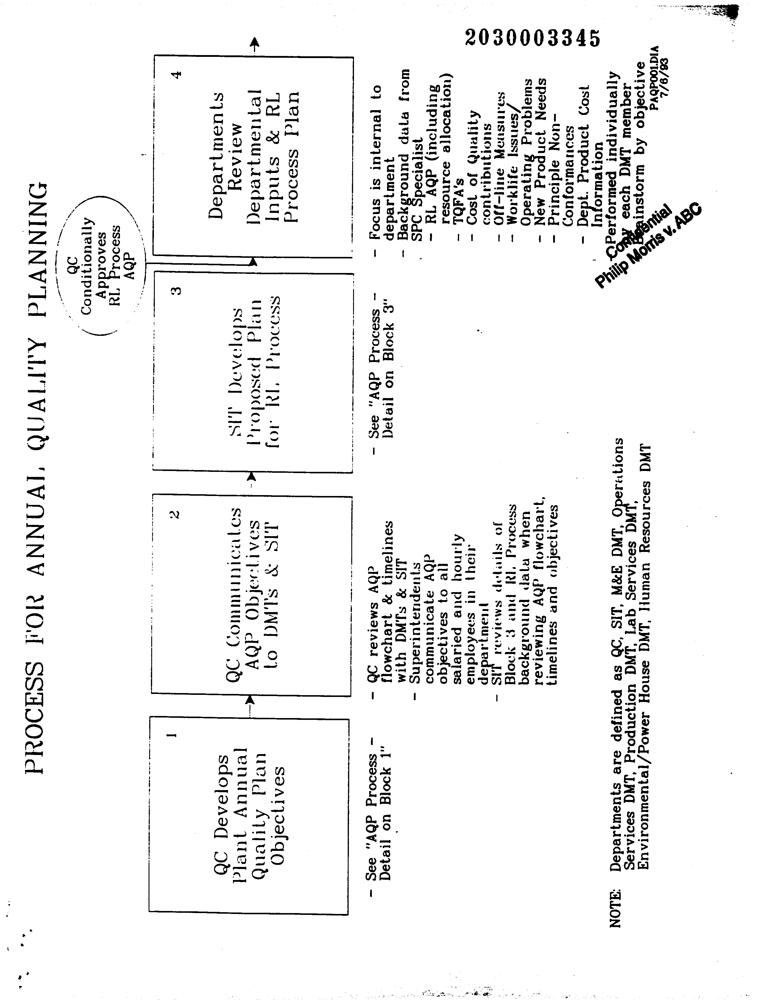 PROCESS FOR ANNUAL QUALITY PLANNING
QC
Conditionally
Approves
RL Process
AQP
1
QC Develops
Plant Annual
Quality Plan
Objectives
2
QC Communicates
AQP Objectives
to DMTs & SIT
3
SIT Develops
Proposed Plan
for RL Process
4
Departments
Review
Departmental
Inputs & RL
Process Plan
- See "AQP Process -
Detail on Block 1"
- QC reviews AQP
flowchart & timelines
with DMTs & SIT
- Superintendents
communicate AQP
objectives to all
salaried and hourly
employees in their
department
- SIT reviews details of
Block 3 and RL Process
background data when
reviewing AQP flowchart,
timelines and objectives
- See "AQP Process -
Detail on Block 3"
- Focus is internal to
department
- Background data from
SPC Specialist
- RL AQP (including
resource allocation)
- TQFA's
- Cost of Quality
contributions
- Off-line Measures
- Worklife Issues/
Operating Problems
- New Product Needs
- Principle Non-
Conformances
- Dept. Product Cost
Information
Performed individually
by each DMT member
Brainstorm by objective
NOTE: Departments are defined as QC, SIT, M&E DMT, Operations
Services DMT, Production DMT, Lab Services DMT,
Environmental/Power House DMT, Human Resources DMT
PAQP001.DIA
7/6/93
Confidential
Philip Morris v. ABC
2030003345